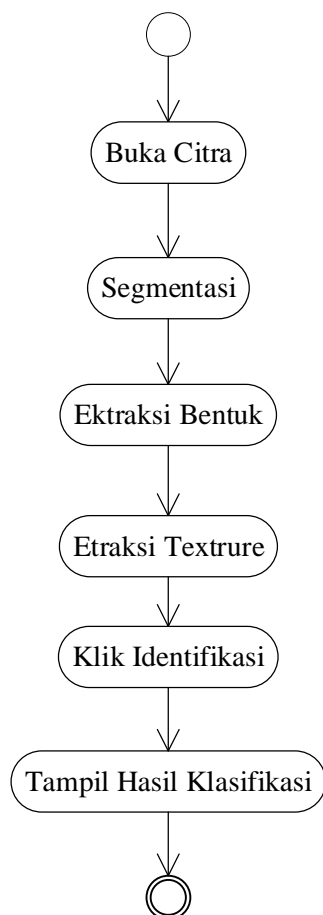 Buka Citra
Segmentasi
Ektraksi Bentuk
Etraksi Textrure
Klik Identifikasi
Tampil Hasil Klasifikasi